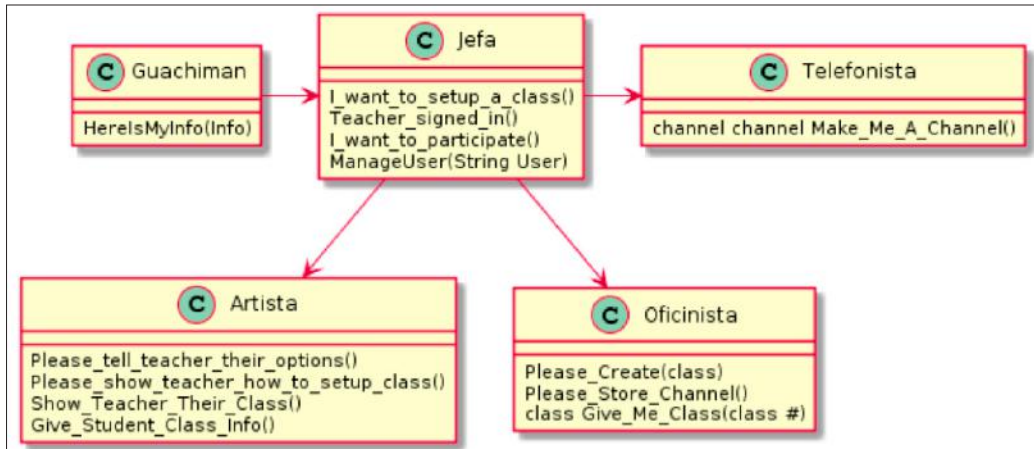 C Guachiman
HereIsMyInfo(Info)
C Jefa
I_want_to_setup_a_class()
Teacher_signed_in()
I_want_to_participate()
ManageUser(String User)
C Telefonista
channel channel Make_Me_A_Channel()
C Artista
Please_tell_teacher_their_options()
Please_show_teacher_how_to_setup_class()
Show_Teacher_Their_Class()
Give_Student_Class_Info()
C Oficinista
Please_Create(class)
Please_Store_Channel()
class Give_Me_Class(class #)